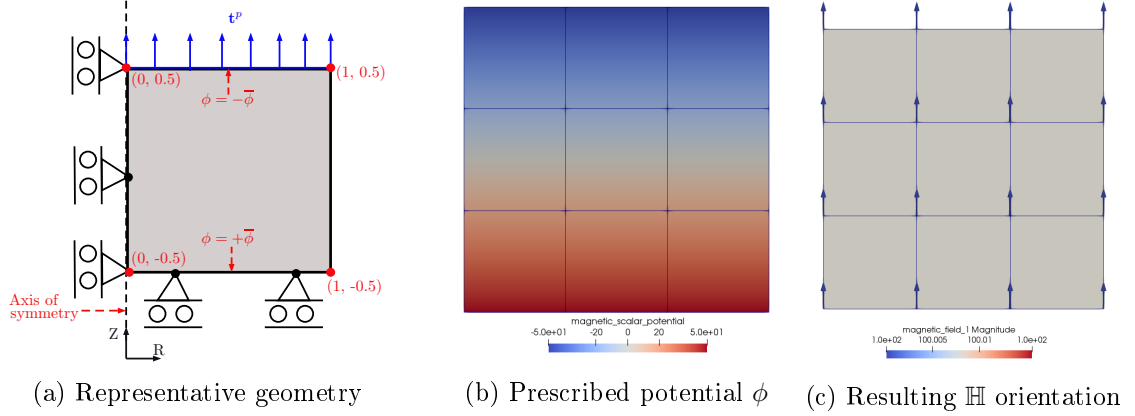 𝐭ᵖ
(0, 0.5)
(1, 0.5)
ϕ = −ϕ̅
ϕ = +ϕ̅
(0, -0.5)
(1, -0.5)
Axis of
symmetry
Z
R
magnetic_scalar_potential
-5.0e+01 -20 0 20 5.0e+01
magnetic_field_1 Magnitude
1.0e+02 100.005 100.01 1.0e+02
(a) Representative geometry
(b) Prescribed potential ϕ
(c) Resulting ℍ orientation